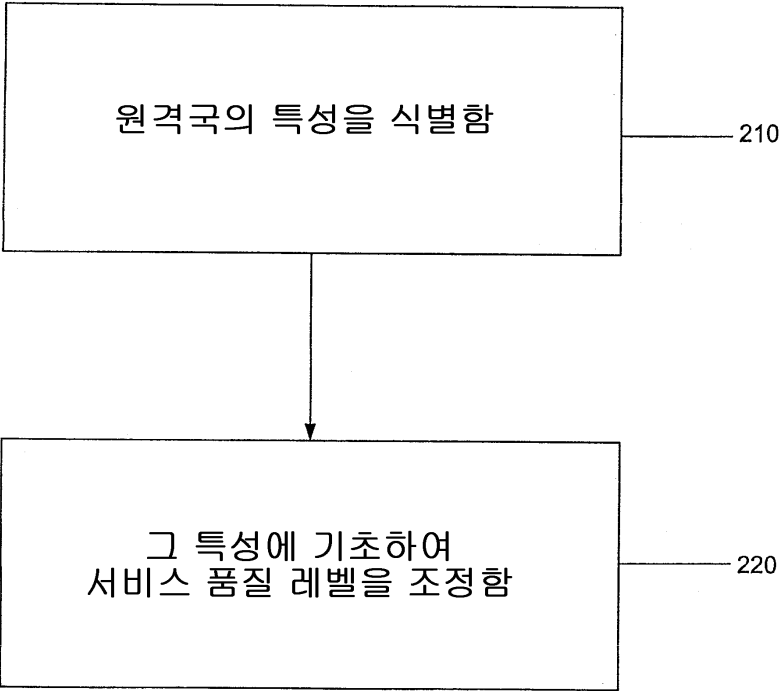 원격국의 특성을 식별함
210
그 특성에 기초하여
서비스 품질 레벨을 조정함
220